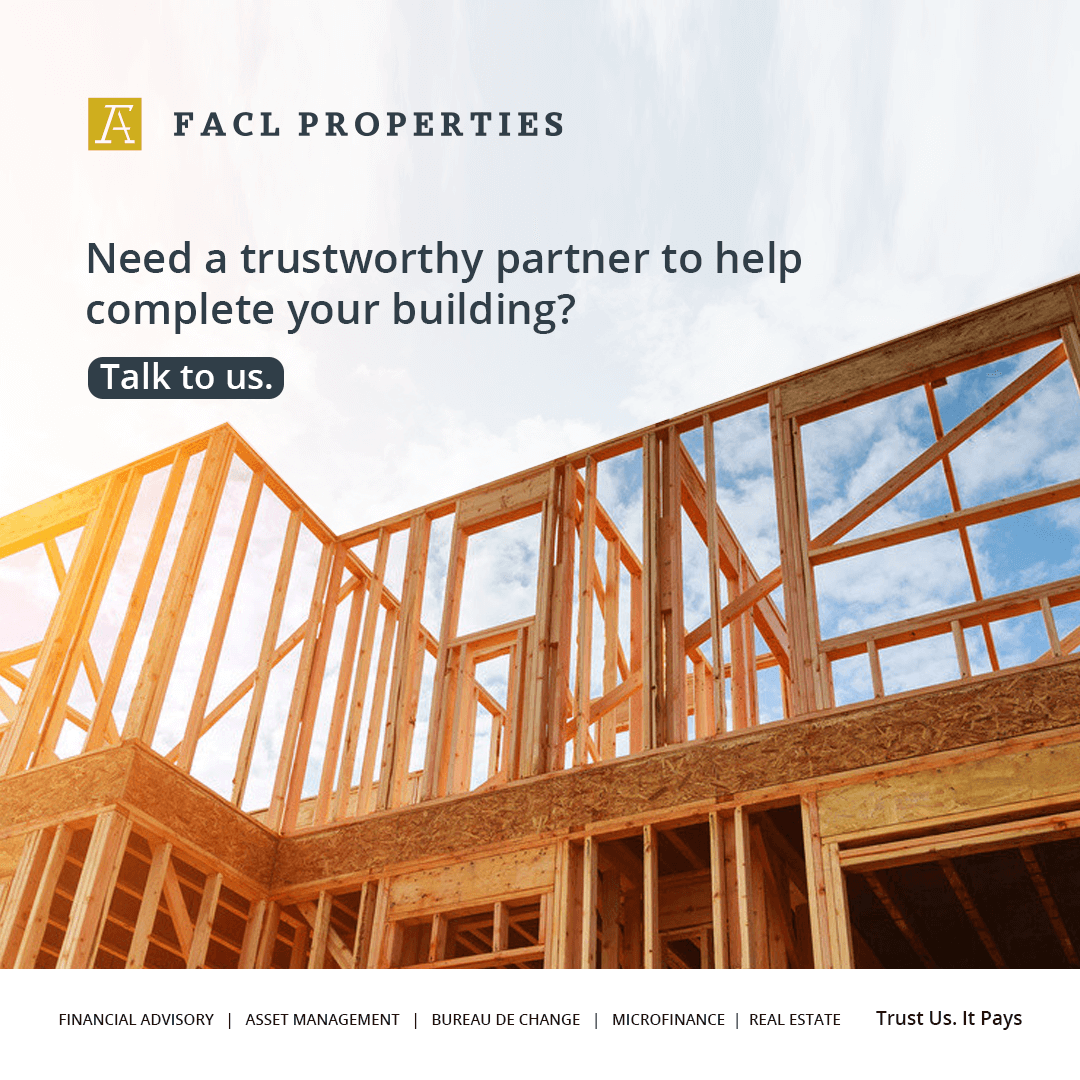 FACL PROPERTIES
Need a trustworthy partner to help
complete your building?
Talk to us.
FINANCIAL ADVISORY | ASSET MANAGEMENT | BUREAU DE CHANGE | MICROFINANCE | REAL ESTATE Trust Us. It Pays